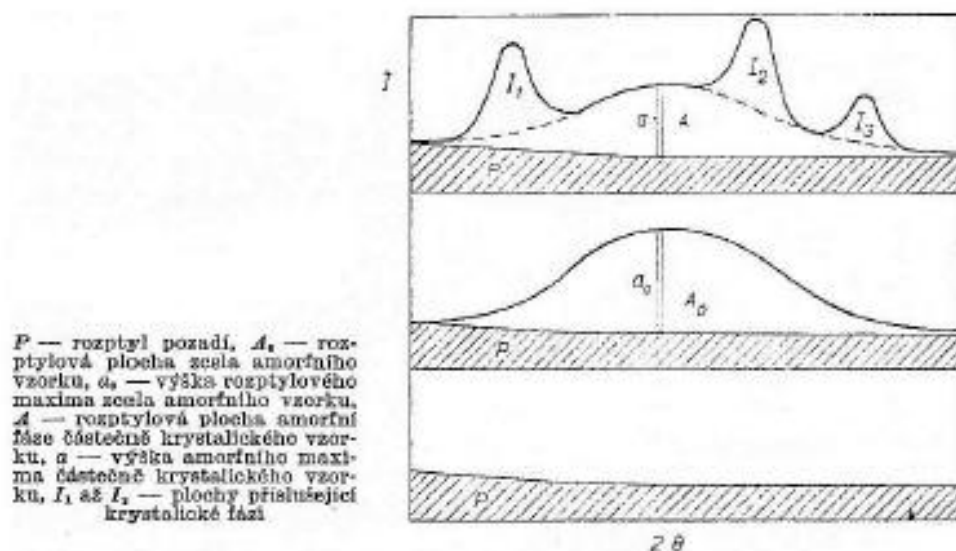 I
I₁
I₂
I₃
a
A
P
a₀
A₀
P
P — rozptyl pozadí, A₀ — roz-
ptylová plocha zcela amorfního
vzorku, a₀ — výška rozptylového
maxima zcela amorfního vzorku,
A — rozptylová plocha amorfní
fáze částečně krystalického vzor-
ku, a — výška amorfního maxi-
ma částečně krystalického vzor-
ku, I₁ až I₃ — plochy příslušející
krystalické fázi
P
2θ